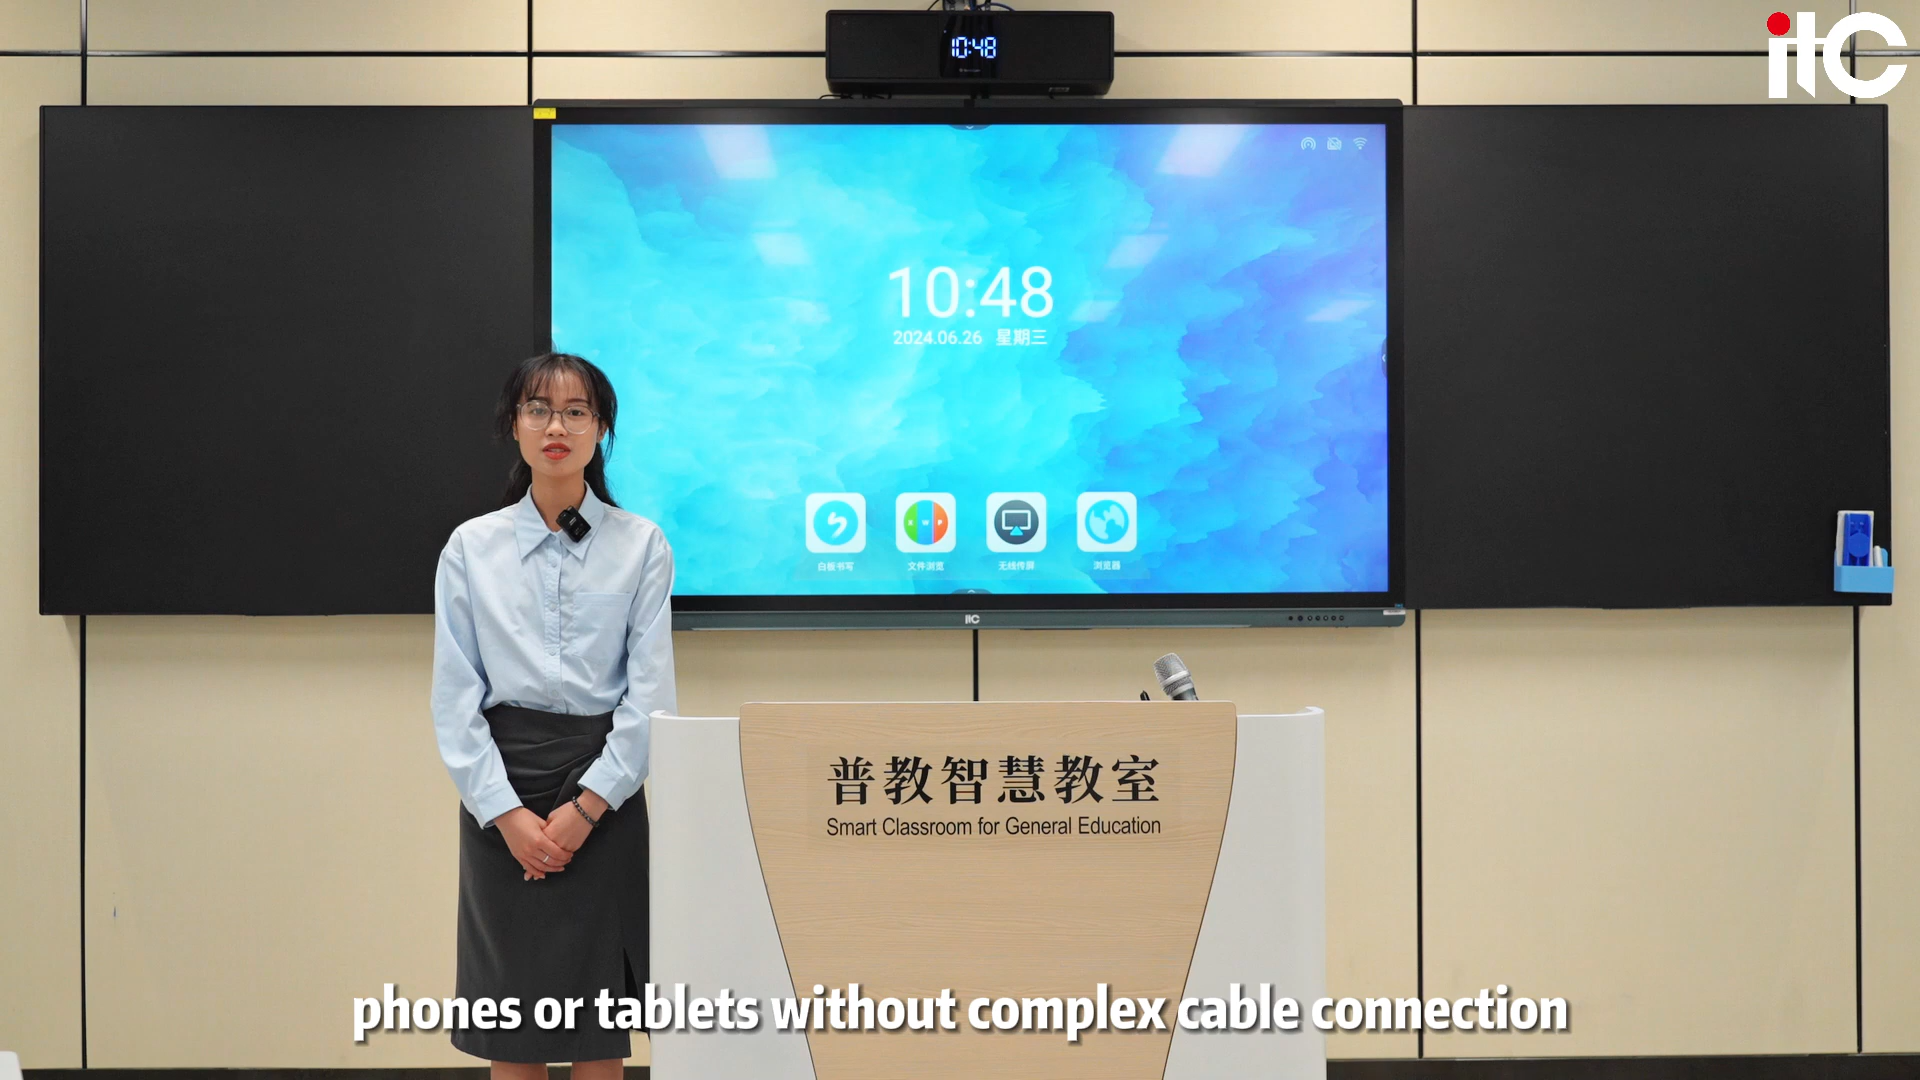 itC
10:48
10:48
2024.06.26 星期三
X W P
白板书写
文件浏览
无线传屏
浏览器
itC
普教智慧教室
Smart Classroom for General Education
phones or tablets without complex cable connection